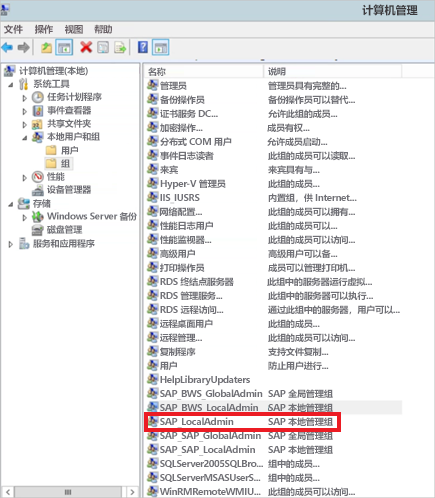 计算机管理
文件 操作 查看 帮助
计算机管理(本地)
系统工具
任务计划程序
事件查看器
共享文件夹
本地用户和组
用户
组
性能
设备管理器
存储
Windows Server 备份
磁盘管理
服务和应用程序
名称 说明
管理员 管理员具有完整的...
备份操作员 备份操作员可以替代...
证书服务 DC... 允许此组的成员...
加密操作... 成员有权...
分布式 COM 用户 允许成员启动...
事件日志读者 此组的成员可以读取...
来宾 来宾具有与...
Hyper-V 管理员 此组的成员...
IIS_IUSRS 内置组，供 Internet...
网络配置... 此组的成员可以拥有...
性能日志用户 此组的成员可以...
性能监视器... 此组的成员可以访问...
高级用户 高级用户可以备...
打印操作员 成员可以管理打印机...
RDS 终结点服务器 此组中的服务器运行虚拟...
RDS 管理服务... 此组中的服务器可以执行...
RDS 远程访问... 通过此组中的服务器，用户可以...
远程桌面用户 此组的成员...
远程管理... 此组的成员可以访问...
复制程序 支持文件复制...
用户 防止用户进行...
HelpLibraryUpdaters
SAP_BWS_GlobalAdmin SAP 全局管理组
SAP_BWS_LocalAdmin SAP 本地管理组
SAP_LocalAdmin SAP 本地管理组
SAP_SAP_GlobalAdmin SAP 全局管理组
SAP_SAP_LocalAdmin SAP 本地管理组
SQLServer2005SQLBro... 组中的成员...
SQLServerMSASUserS... 组中的成员...
WinRMRemoteWMIU... 此组的成员可以访问...